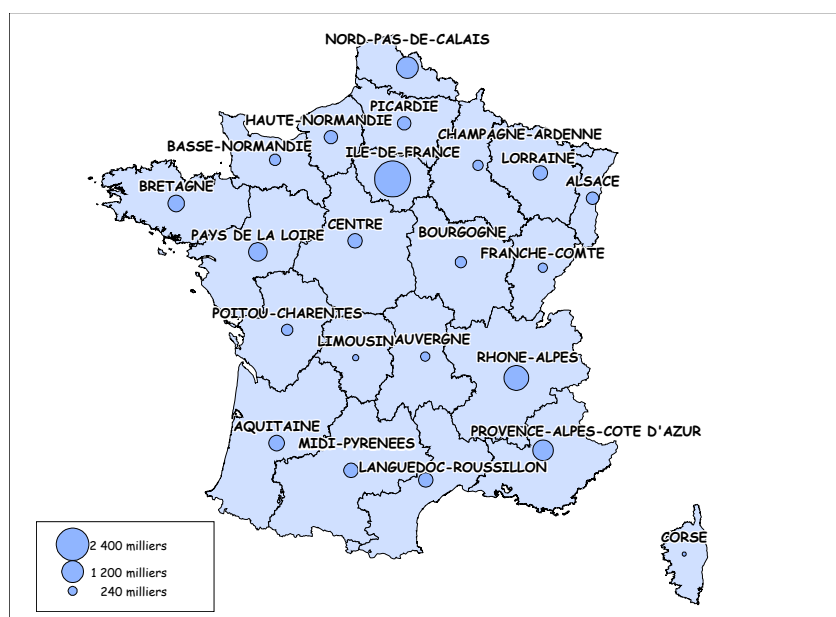 NORD-PAS-DE-CALAIS
PICARDIE
HAUTE-NORMANDIE
CHAMPAGNE-ARDENNE
BASSE-NORMANDIE
ILE-DE-FRANCE
LORRAINE
ALSACE
BRETAGNE
CENTRE
BOURGOGNE
PAYS DE LA LOIRE
FRANCHE-COMTE
POITOU-CHARENTES
LIMOUSIN
AUVERGNE
RHONE-ALPES
AQUITAINE
PROVENCE-ALPES-COTE D'AZUR
MIDI-PYRENEES
LANGUEDOC-ROUSSILLON
CORSE
2 400 milliers
1 200 milliers
240 milliers